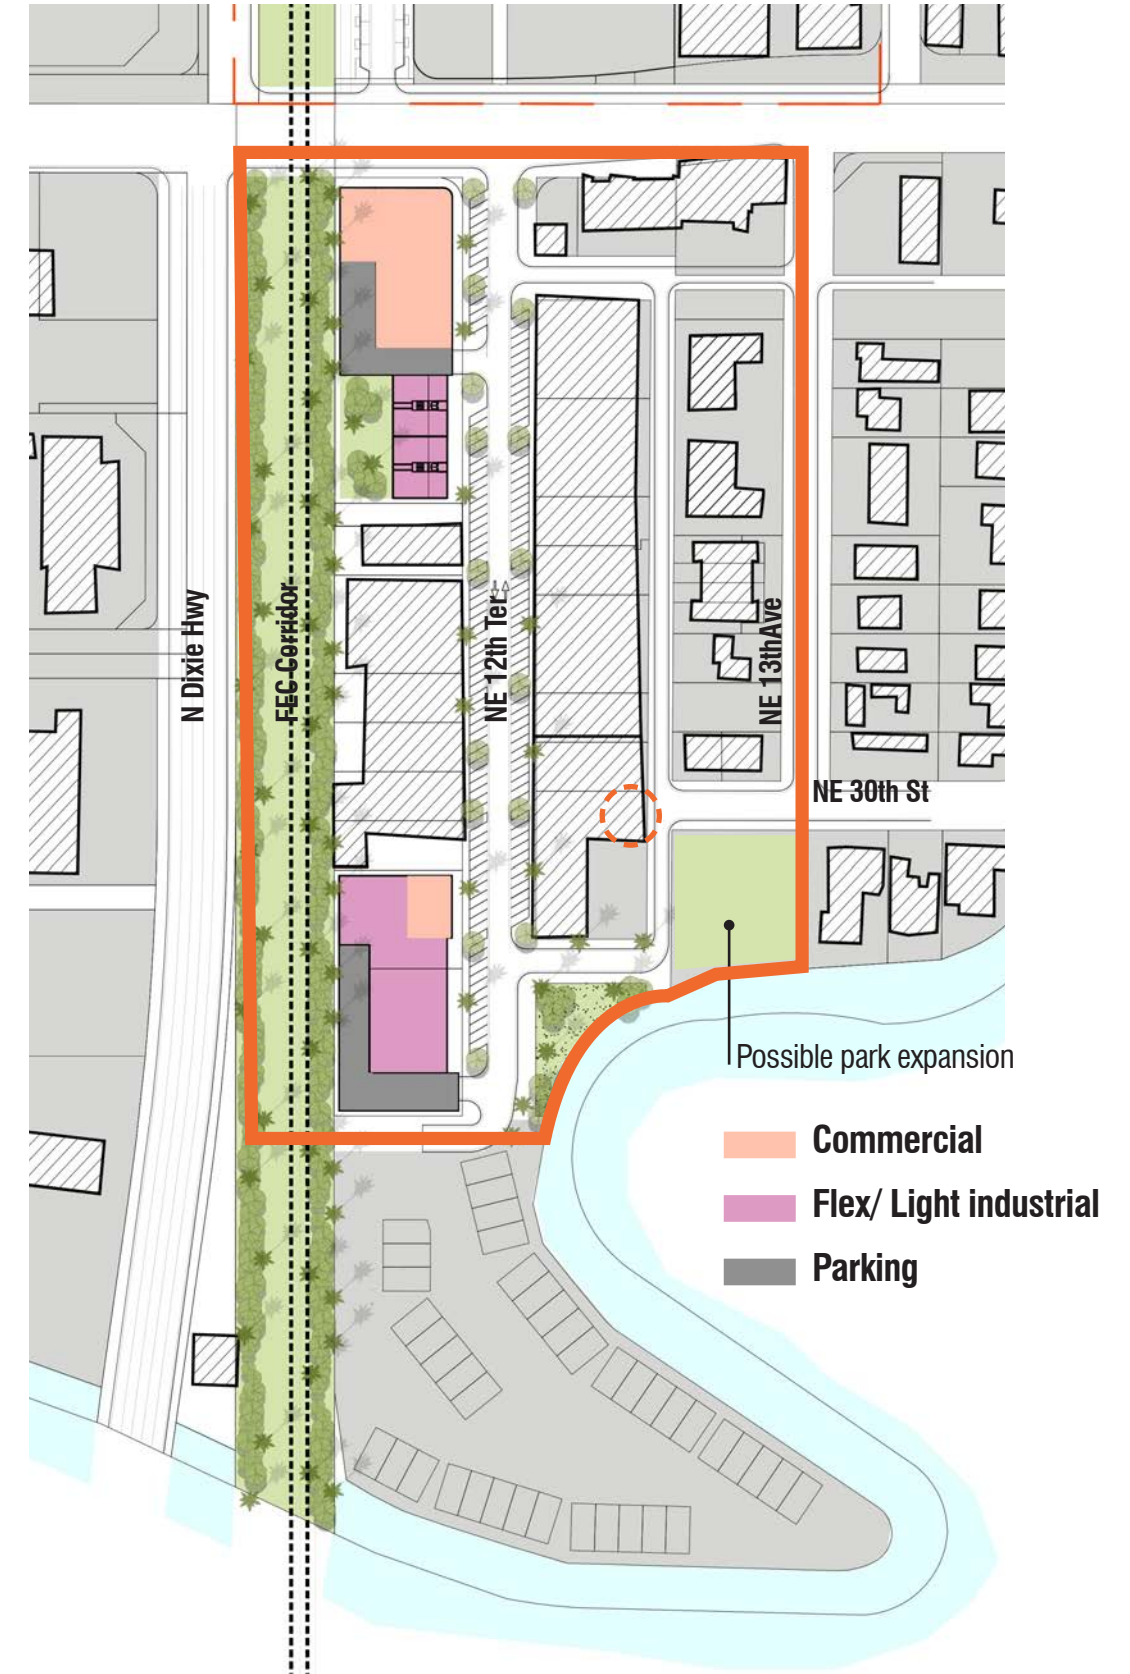 N Dixie Hwy
FEC Corridor
NE 12th Ter
NE 13thAve
NE 30th St
Possible park expansion
Commercial
Flex/ Light industrial
Parking